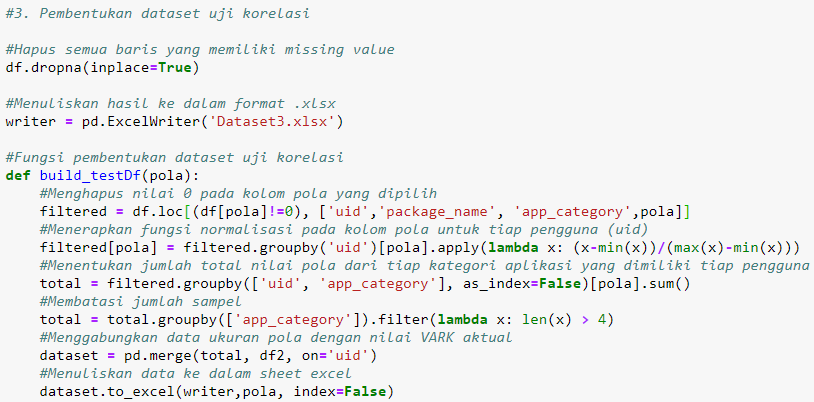 #3. Pembentukan dataset uji korelasi
#Hapus semua baris yang memiliki missing value
df.dropna(inplace=True)
#Menuliskan hasil ke dalam format .xlsx
writer = pd.ExcelWriter('Dataset3.xlsx')
#Fungsi pembentukan dataset uji korelasi
def build_testDf(pola):
    #Menghapus nilai 0 pada kolom pola yang dipilih
    filtered = df.loc[(df[pola]!=0), ['uid','package_name', 'app_category',pola]]
    #Menerapkan fungsi normalisasi pada kolom pola untuk tiap pengguna (uid)
    filtered[pola] = filtered.groupby('uid')[pola].apply(lambda x: (x-min(x))/(max(x)-min(x)))
    #Menentukan jumlah total nilai pola dari tiap kategori aplikasi yang dimiliki tiap pengguna
    total = filtered.groupby(['uid', 'app_category'], as_index=False)[pola].sum()
    #Membatasi jumlah sampel
    total = total.groupby(['app_category']).filter(lambda x: len(x) > 4)
    #Menggabungkan data ukuran pola dengan nilai VARK aktual
    dataset = pd.merge(total, df2, on='uid')
    #Menuliskan data ke dalam sheet excel
    dataset.to_excel(writer,pola, index=False)